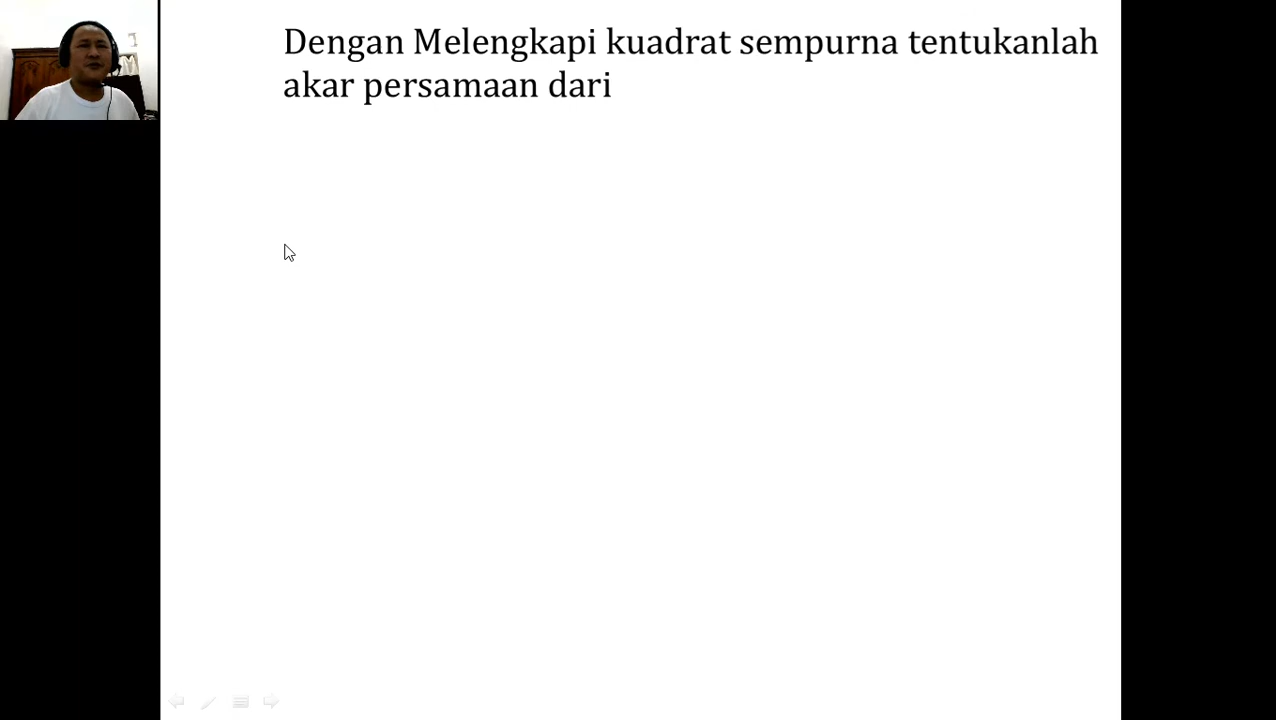 Dengan Melengkapi kuadrat sempurna tentukanlah
akar persamaan dari